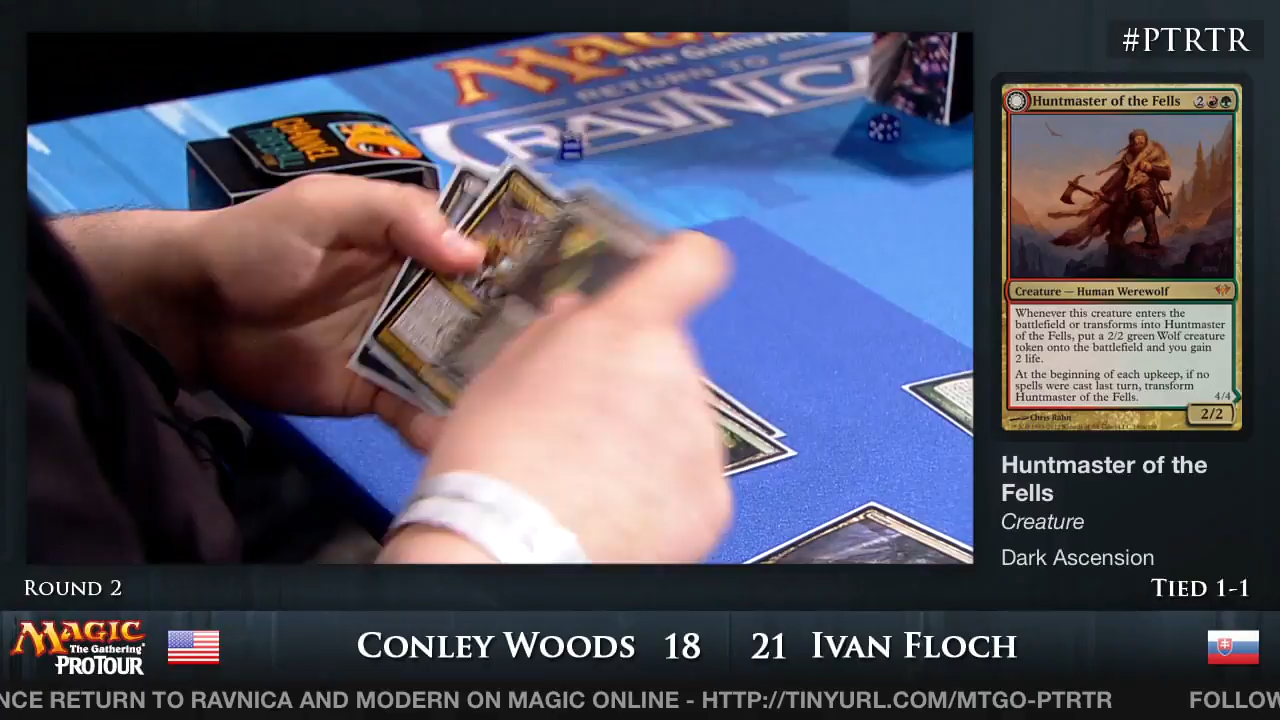 #PTRTR
MAGIC
The Gathering
RETURN TO
RAVNICA
CHANNEL
FIREBALL
Huntmaster of the Fells
Creature — Human Werewolf
Whenever this creature enters the
battlefield or transforms into Huntmaster
of the Fells, put a 2/2 green Wolf creature
token onto the battlefield and you gain
2 life.
At the beginning of each upkeep, if no
spells were cast last turn, transform
Huntmaster of the Fells.
4/4
Chris Rahn
2/2
Huntmaster of the
Fells
Creature
Dark Ascension
Round 2
Tied 1-1
MAGIC
The Gathering
PROTOUR
Conley Woods 18 21 Ivan Floch
NCE RETURN TO RAVNICA AND MODERN ON MAGIC ONLINE - HTTP://TINYURL.COM/MTGO-PTRTR FOLLOW